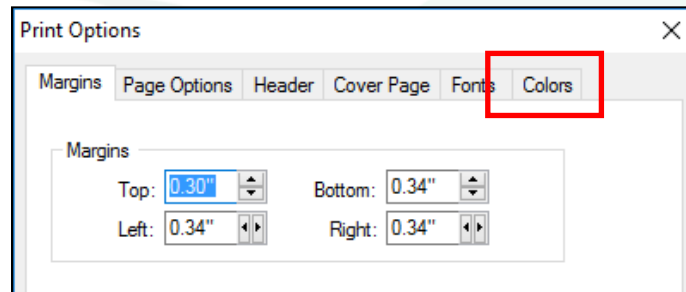 Print Options
Margins Page Options Header Cover Page Fonts Colors
Margins
Top: 0.30" Bottom: 0.34"
Left: 0.34" Right: 0.34"